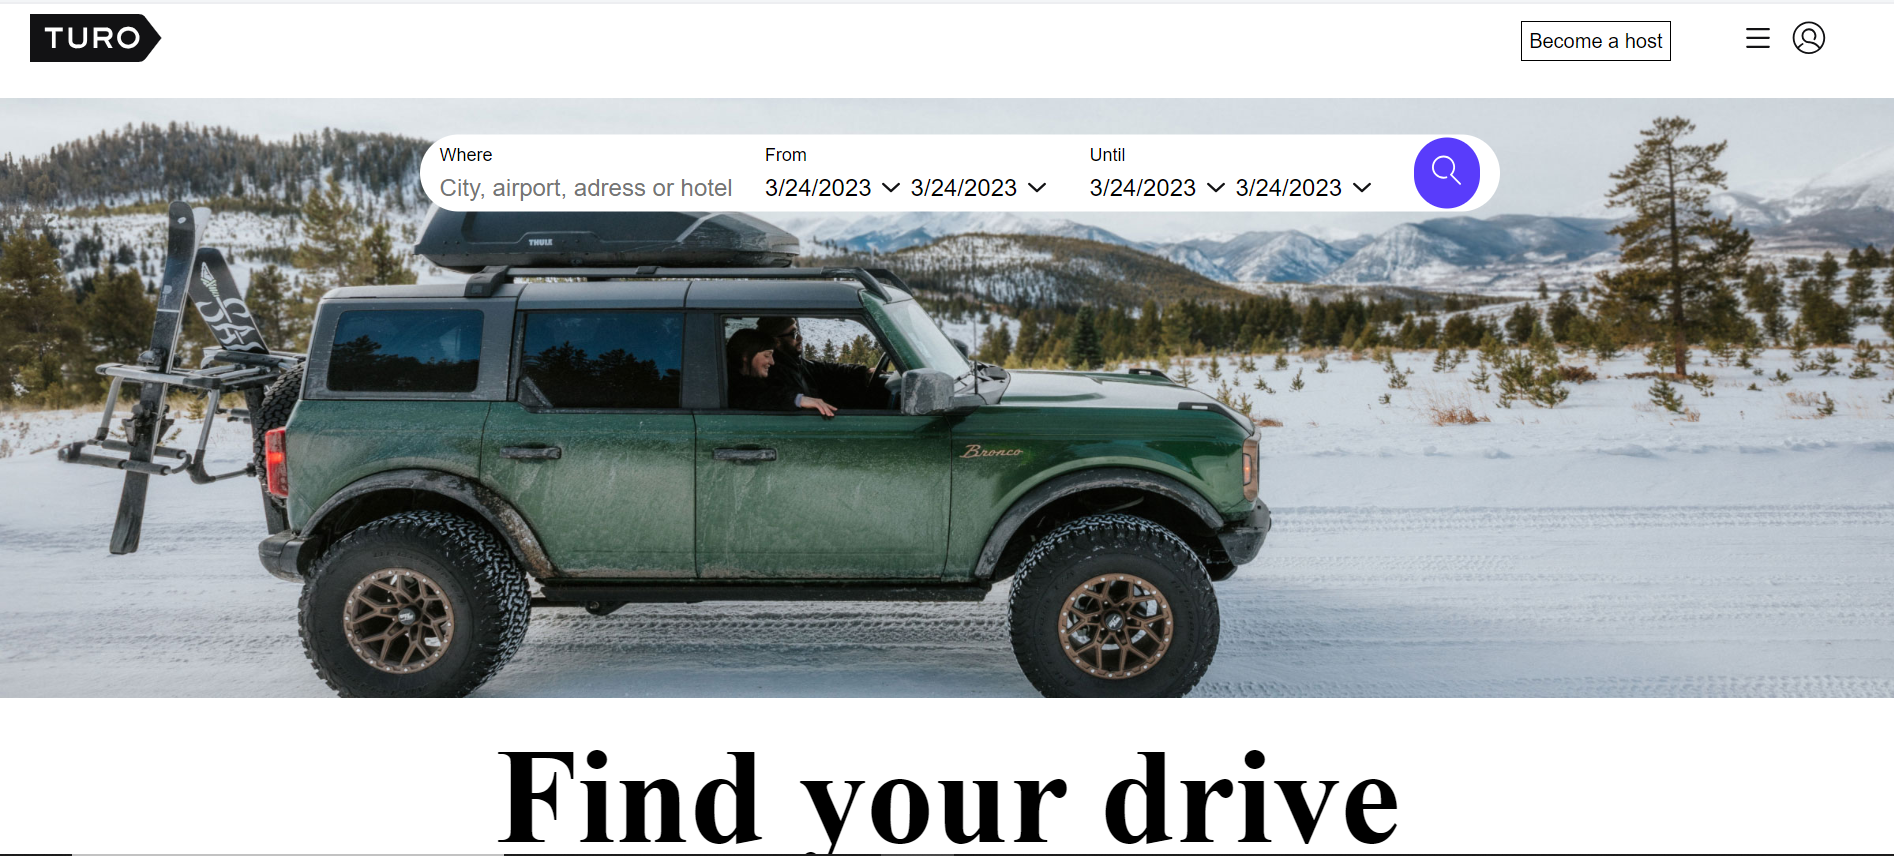 TURO
Become a host
Where
From
Until
City, airport, adress or hotel
3/24/2023 3/24/2023
3/24/2023 3/24/2023
THULE
Bronco
Find your drive